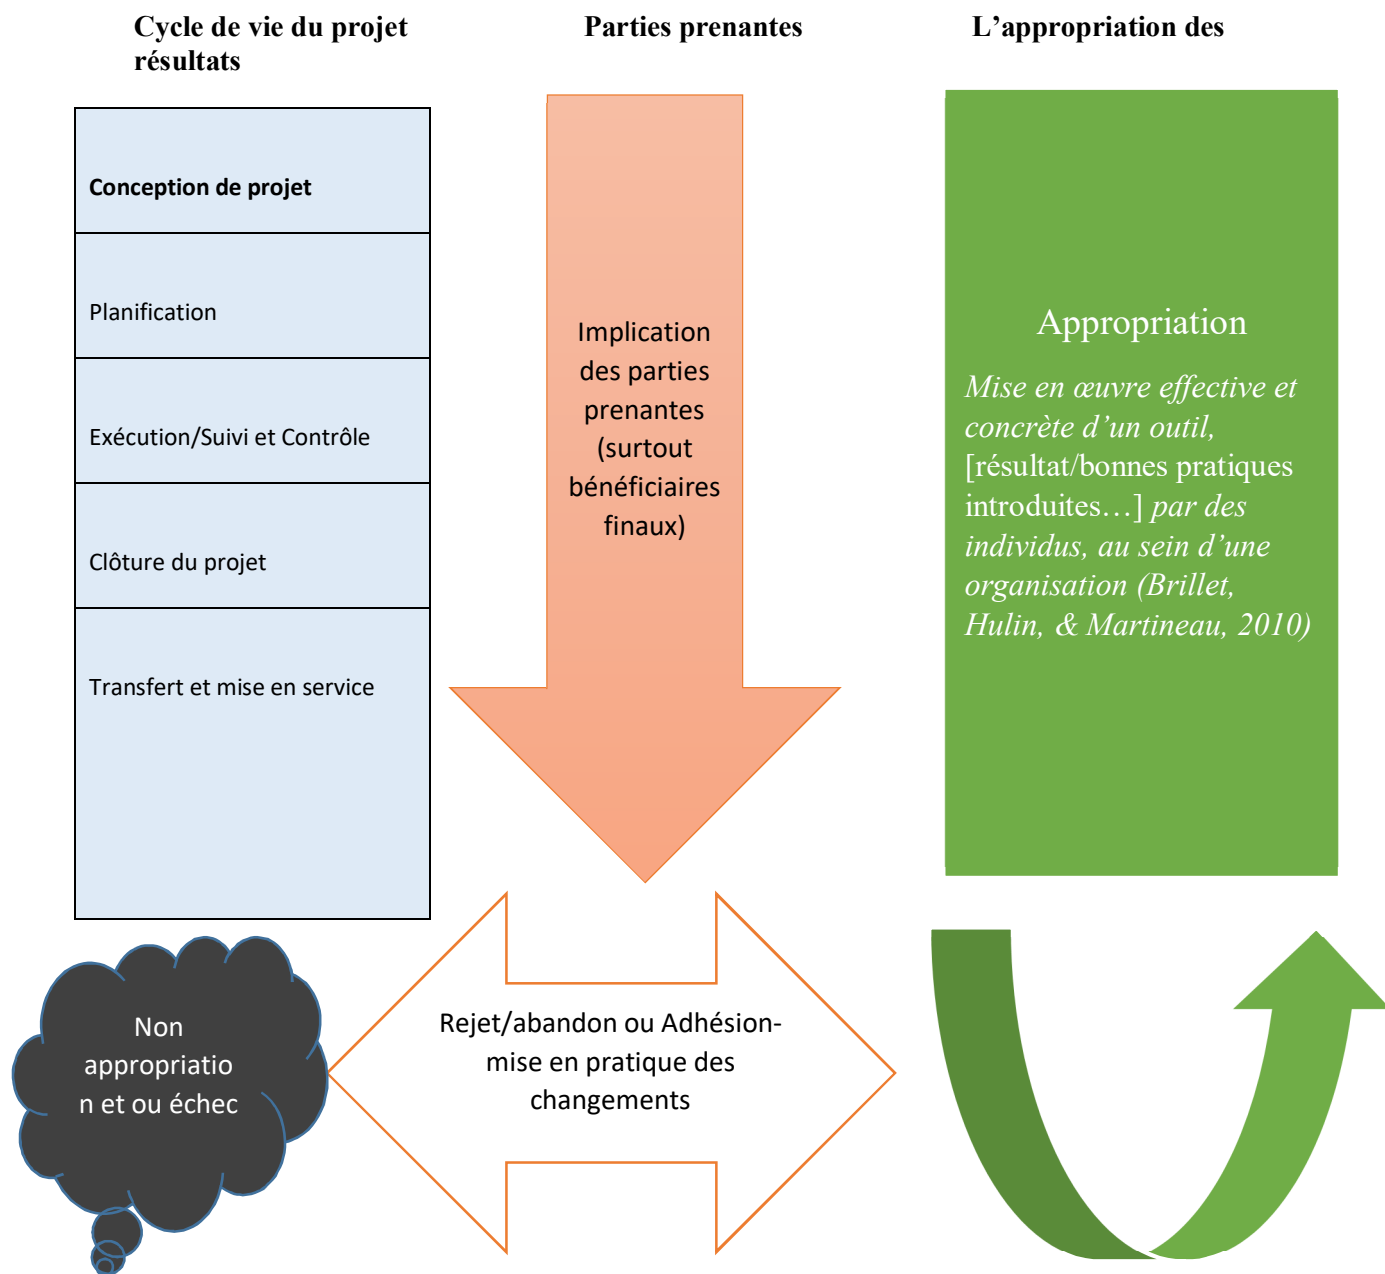 Cycle de vie du projet Parties prenantes L’appropriation des
résultats
Conception de projet
Planification
Exécution/Suivi et Contrôle
Clôture du projet
Transfert et mise en service
Implication
des parties
prenantes
(surtout
bénéficiaires
finaux)
Appropriation
Mise en œuvre effective et
concrète d’un outil,
[résultat/bonnes pratiques
introduites…] par des
individus, au sein d’une
organisation (Brillet,
Hulin, & Martineau, 2010)
Non
appropriatio
n et ou échec
Rejet/abandon ou Adhésion-
mise en pratique des
changements